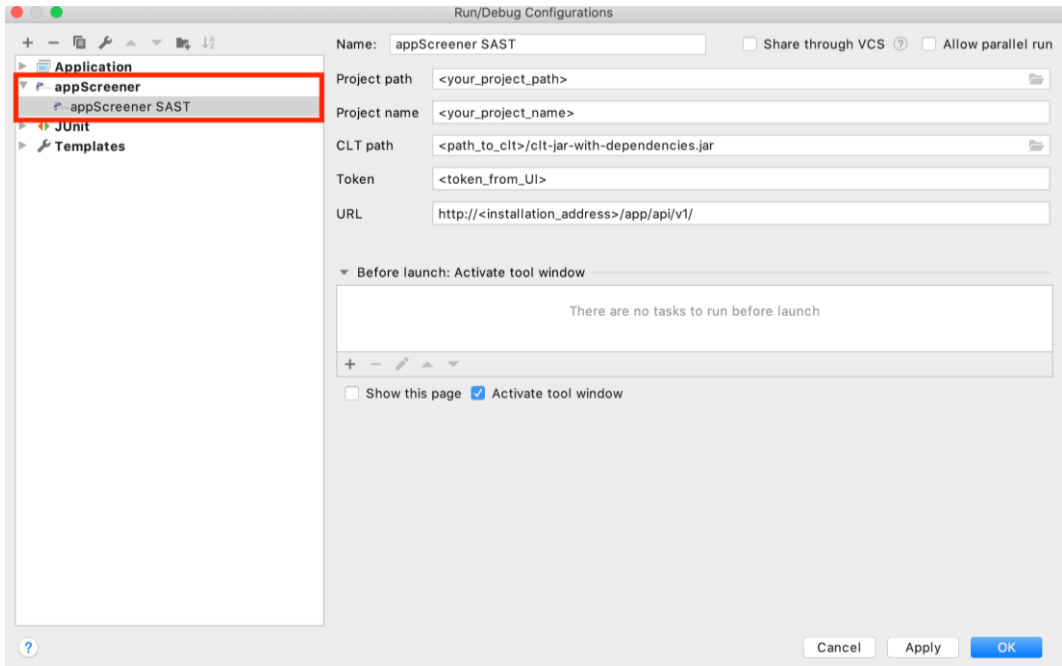 Run/Debug Configurations
Application
appScreener
appScreener SAST
JUnit
Templates
Name: appScreener SAST
Share through VCS ?
Allow parallel run
Project path <your_project_path>
Project name <your_project_name>
CLT path <path_to_clt>/clt-jar-with-dependencies.jar
Token <token_from_UI>
URL http://<installation_address>/app/api/v1/
Before launch: Activate tool window
There are no tasks to run before launch
Show this page Activate tool window
? Cancel Apply OK